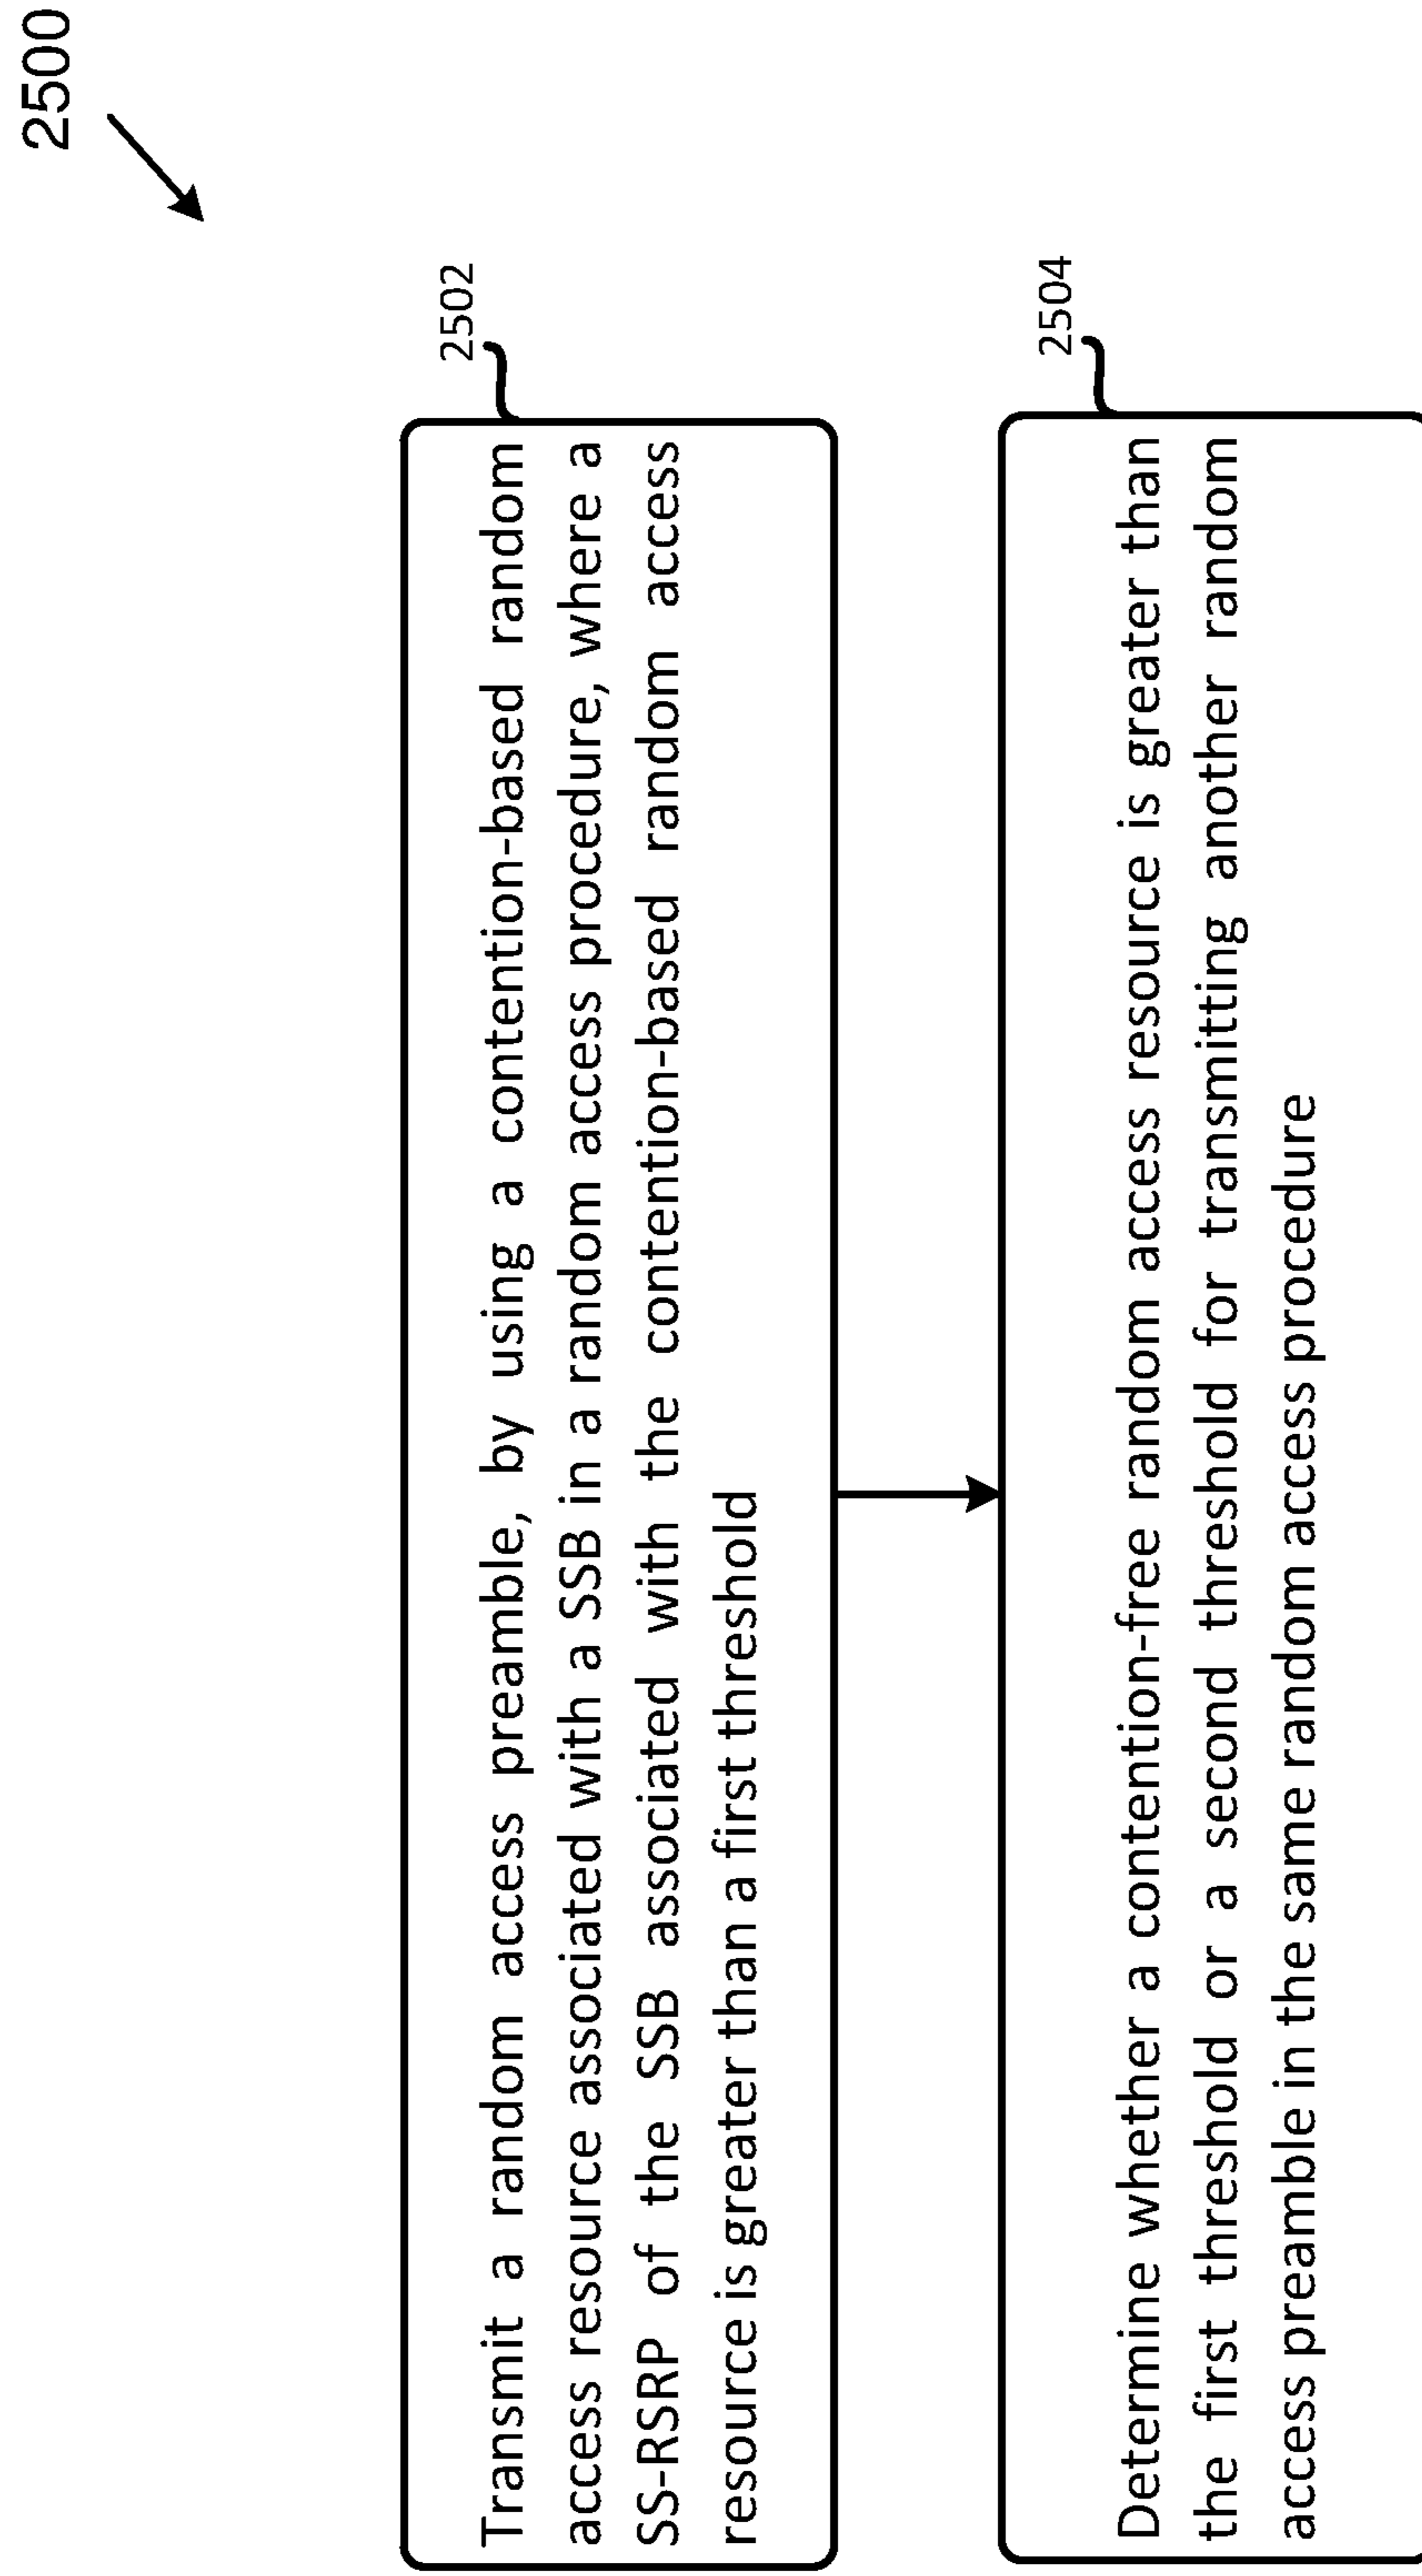 2500
2502
Transmit a random access preamble, by using a contention-based random
access resource associated with a SSB in a random access procedure, where a
SS-RSRP of the SSB associated with the contention-based random access
resource is greater than a first threshold
2504
Determine whether a contention-free random access resource is greater than
the first threshold or a second threshold for transmitting another random
access preamble in the same random access procedure